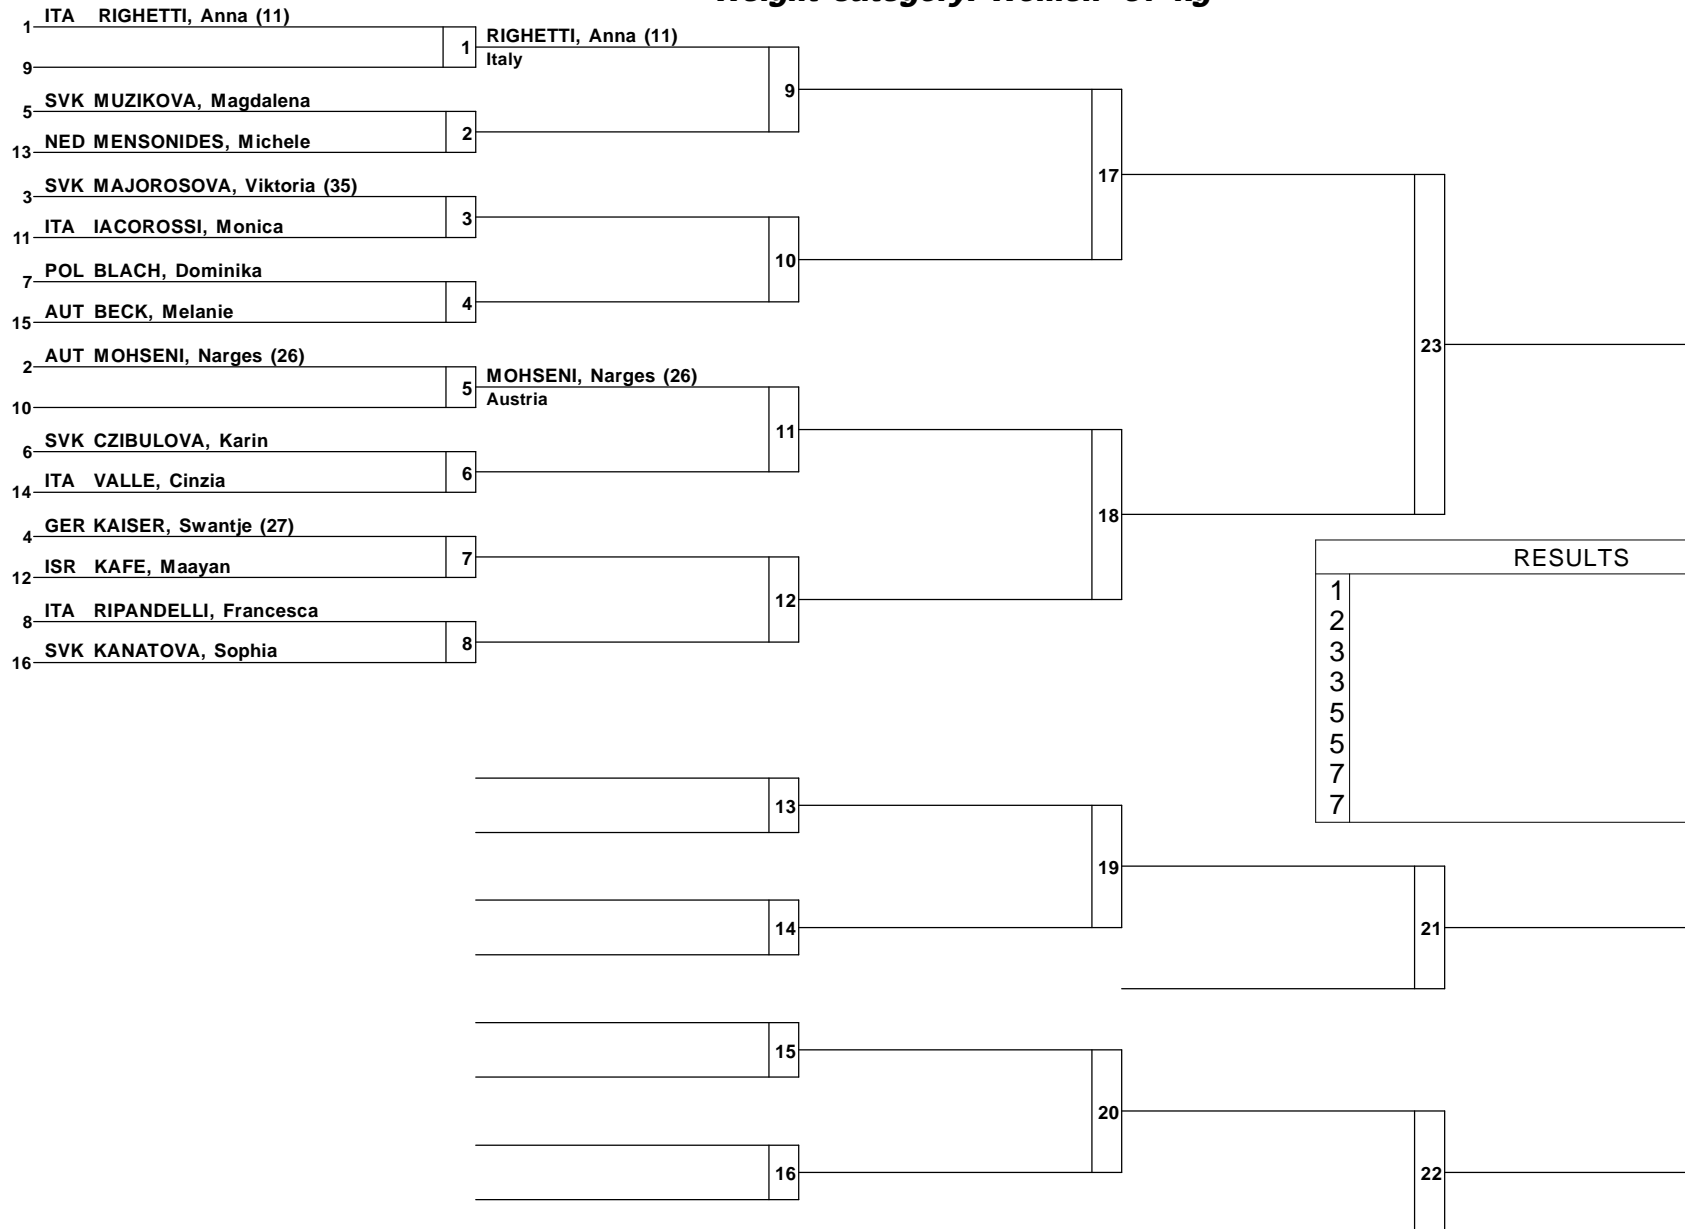 1 ITA RIGHETTI, Anna (11)
9
1
RIGHETTI, Anna (11)
Italy
5 SVK MUZIKOVA, Magdalena
13 NED MENSONIDES, Michele
2
9
3 SVK MAJOROSOVA, Viktoria (35)
11 ITA IACOROSSI, Monica
3
7 POL BLACH, Dominika
15 AUT BECK, Melanie
4
10
17
2 AUT MOHSENI, Narges (26)
10
5
MOHSENI, Narges (26)
Austria
6 SVK CZIBULOVA, Karin
14 ITA VALLE, Cinzia
6
11
4 GER KAISER, Swantje (27)
12 ISR KAFE, Maayan
7
8 ITA RIPANDELLI, Francesca
16 SVK KANATOVA, Sophia
8
12
18
23
RESULTS
1
2
3
3
5
5
7
7
13
14
19
21
15
16
20
22